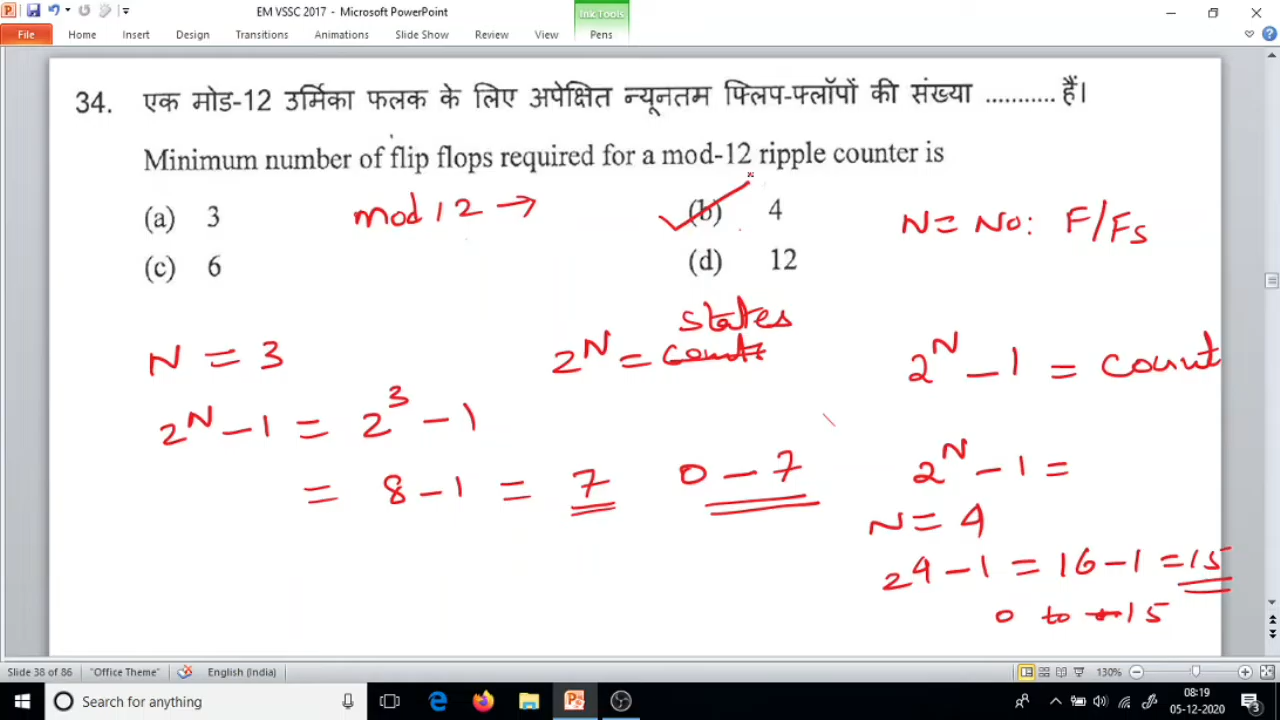 EM VSSC 2017 - Microsoft PowerPoint
Ink Tools
File Home Insert Design Transitions Animations Slide Show Review View Pens
34. एक मोड-12 उर्मिका फलक के लिए अपेक्षित न्यूनतम फ्लिप-फ्लॉपों की संख्या ........... हैं।
Minimum number of flip flops required for a mod-12 ripple counter is
(a) 3
(b) 4
(c) 6
(d) 12
mod 12 →
N = No: F/Fs
N = 3
2^N = count
states
2^N - 1 = count
2^N - 1 = 2^3 - 1
= 8 - 1 = 7 0 - 7
2^N - 1 =
N = 4
2^4 - 1 = 16 - 1 = 15
0 to 15
Slide 38 of 86 "Office Theme" English (India) 130%
Search for anything
08:19
05-12-2020
3